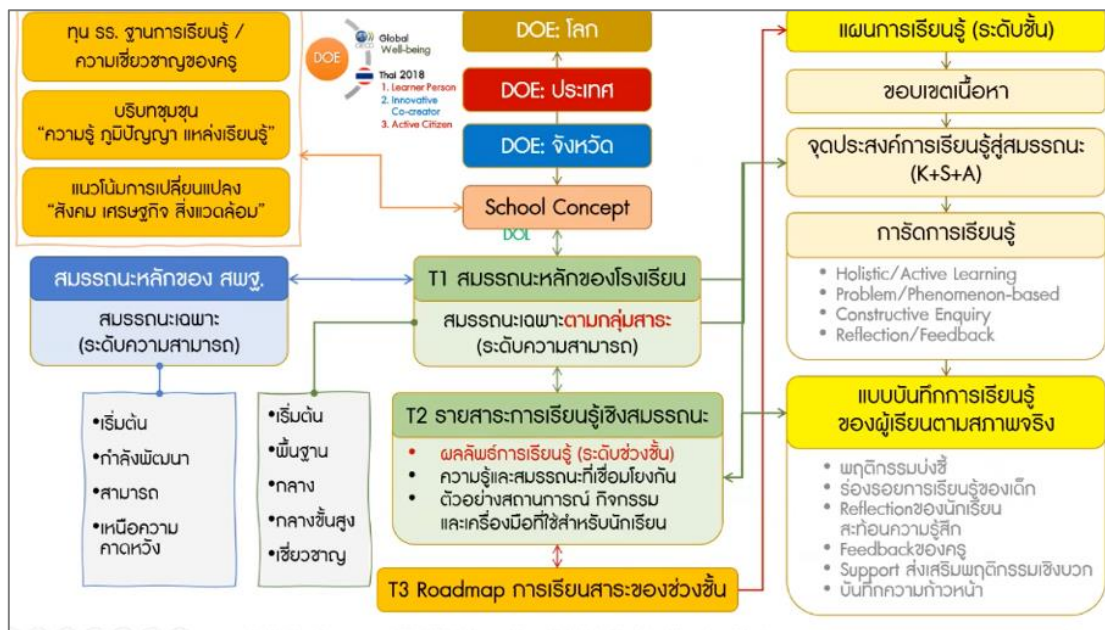 ทุน รร. ฐานการเรียนรู้ /
ความเชี่ยวชาญของครู
บริบทชุมชน
“ความรู้ ภูมิปัญญา แหล่งเรียนรู้”
แนวโน้มการเปลี่ยนแปลง
“สังคม เศรษฐกิจ สิ่งแวดล้อม”
DOE
OECD
Global
Well-being
Thai 2018
1. Learner Person
2. Innovative
Co-creator
3. Active Citizen
DOE: โลก
DOE: ประเทศ
DOE: จังหวัด
School Concept
DOL
สมรรถนะหลักของ สพฐ.
สมรรถนะเฉพาะ
(ระดับความสามารถ)
•เริ่มต้น
•กำลังพัฒนา
•สามารถ
•เหนือความ
คาดหวัง
•เริ่มต้น
•พื้นฐาน
•กลาง
•กลางขั้นสูง
•เชี่ยวชาญ
T1 สมรรถนะหลักของโรงเรียน
สมรรถนะเฉพาะตามกลุ่มสาระ
(ระดับความสามารถ)
T2 รายสาระการเรียนรู้เชิงสมรรถนะ
• ผลลัพธ์การเรียนรู้ (ระดับช่วงชั้น)
• ความรู้และสมรรถนะที่เชื่อมโยงกัน
• ตัวอย่างสถานการณ์ กิจกรรม
และเครื่องมือที่ใช้สำหรับนักเรียน
T3 Roadmap การเรียนสาระของช่วงชั้น
แผนการเรียนรู้ (ระดับชั้น)
ขอบเขตเนื้อหา
จุดประสงค์การเรียนรู้สู่สมรรถนะ
(K+S+A)
การัดการเรียนรู้
• Holistic/Active Learning
• Problem/Phenomenon-based
• Constructive Enquiry
• Reflection/Feedback
แบบบันทึกการเรียนรู้
ของผู้เรียนตามสภาพจริง
• พฤติกรรมบ่งชี้
• ร่องรอยการเรียนรู้ของเด็ก
• Reflectionของนักเรียน
สะท้อนความรู้สึก
• Feedbackของครู
• Support ส่งเสริมพฤติกรรมเชิงบวก
• บันทึกความก้าวหน้า